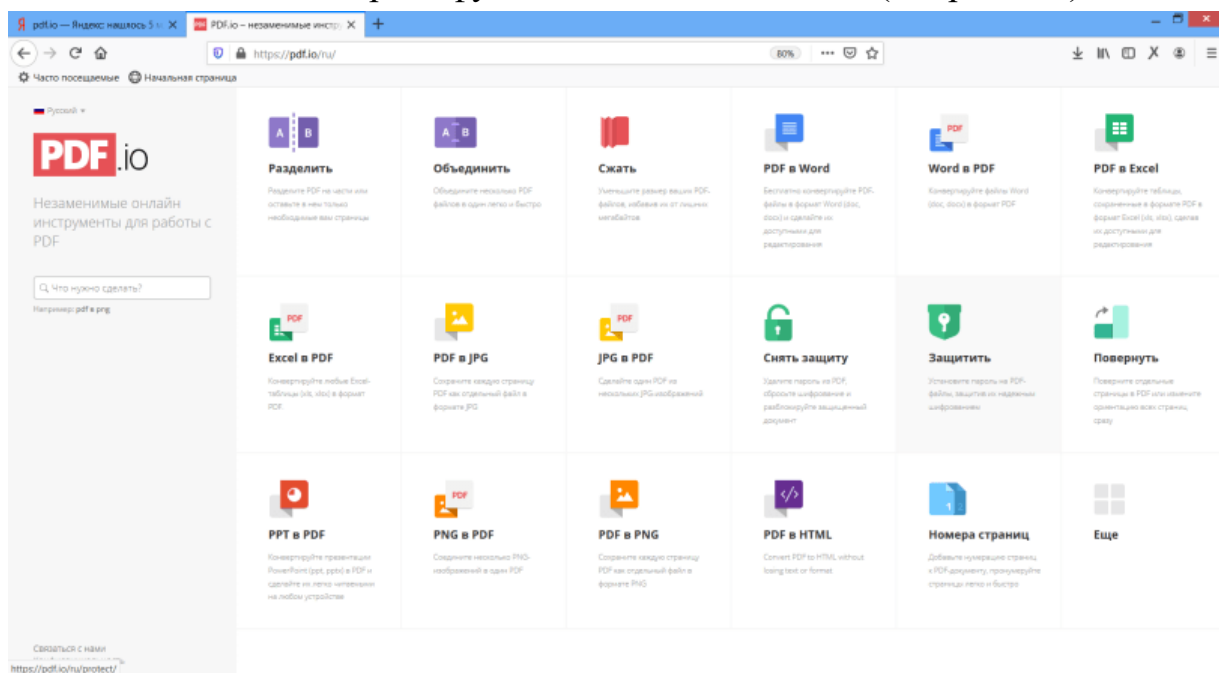 pdf.io — Яндекс: нашлось 5 м
PDF.io – незаменимые инстр
https://pdf.io/ru/
80%
Часто посещаемые
Начальная страница
Русский
PDF.io
Незаменимые онлайн
инструменты для работы с
PDF
Что нужно сделать?
Например: pdf в png
A B
Разделить
Разделите PDF на части или
оставьте в нем только
необходимые вам страницы
A B
Объединить
Объедините несколько PDF
файлов в один легко и быстро
Сжать
Уменьшите размер ваших PDF-
файлов, избавив их от лишних
мегабайтов
PDF в Word
Бесплатно конвертируйте PDF-
файлы в формат Word (doc,
docx) и сделайте их
доступными для
редактирования
PDF
Word в PDF
Конвертируйте файлы Word
(doc, docx) в формат PDF
PDF в Excel
Конвертируйте таблицы,
сохраненные в формате PDF в
формат Excel (xls, xlsx), сделав
их доступными для
редактирования
PDF
Excel в PDF
Конвертируйте любые Excel-
таблицы (xls, xlsx) в формат
PDF.
PDF в JPG
Сохраните каждую страницу
PDF как отдельный файл в
формате JPG
PDF
JPG в PDF
Сделайте один PDF из
нескольких JPG-изображений
Снять защиту
Удалите пароль из PDF,
сбросьте шифрование и
разблокируйте защищенный
документ
Защитить
Установите пароль на PDF-
файлы, защитив их надежным
шифрованием
Повернуть
Поверните отдельные
страницы в PDF или измените
ориентацию всех страниц
сразу
PPT в PDF
Конвертируйте презентации
PowerPoint (ppt, pptx) в PDF и
сделайте их легко читаемыми
на любом устройстве
PDF
PNG в PDF
Соедините несколько PNG-
изображений в один PDF
PDF в PNG
Сохраните каждую страницу
PDF как отдельный файл в
формате PNG
</>
PDF в HTML
Convert PDF to HTML without
losing text or format
1 2
Номера страниц
Добавьте нумерацию страниц
к PDF-документу, пронумеруйте
страницы легко и быстро
Еще
Связаться с нами
https://pdf.io/ru/protect/